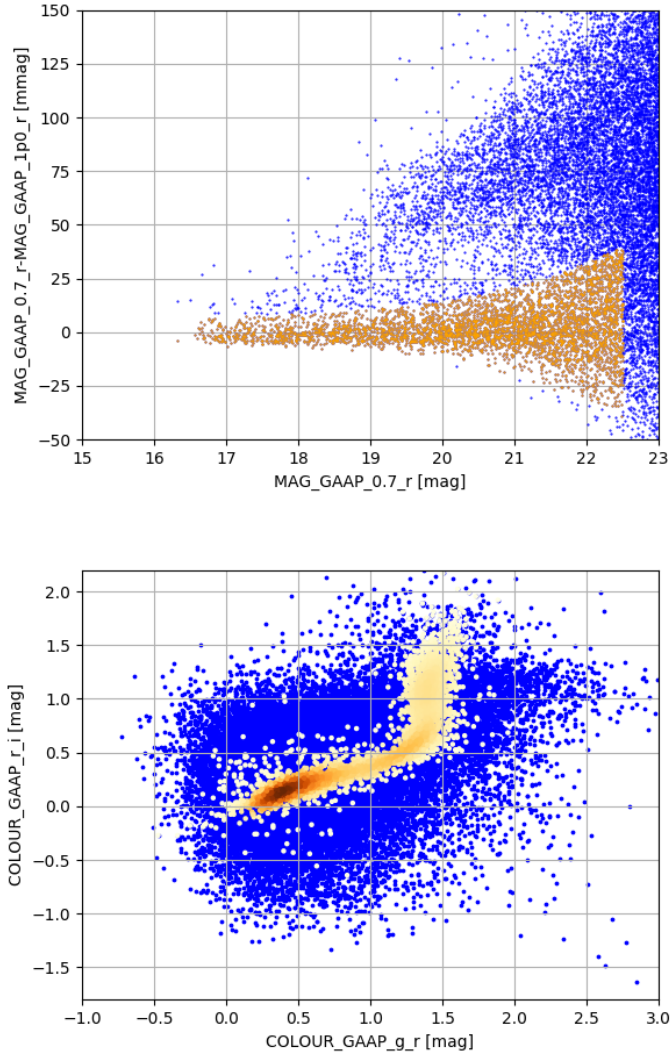 150
125
100
75
50
25
0
−25
−50
MAG_GAAP_0.7_r-MAG_GAAP_1p0_r [mmag]
15 16 17 18 19 20 21 22 23
MAG_GAAP_0.7_r [mag]
2.0
1.5
1.0
0.5
0.0
−0.5
−1.0
−1.5
COLOUR_GAAP_r_i [mag]
−1.0 −0.5 0.0 0.5 1.0 1.5 2.0 2.5 3.0
COLOUR_GAAP_g_r [mag]